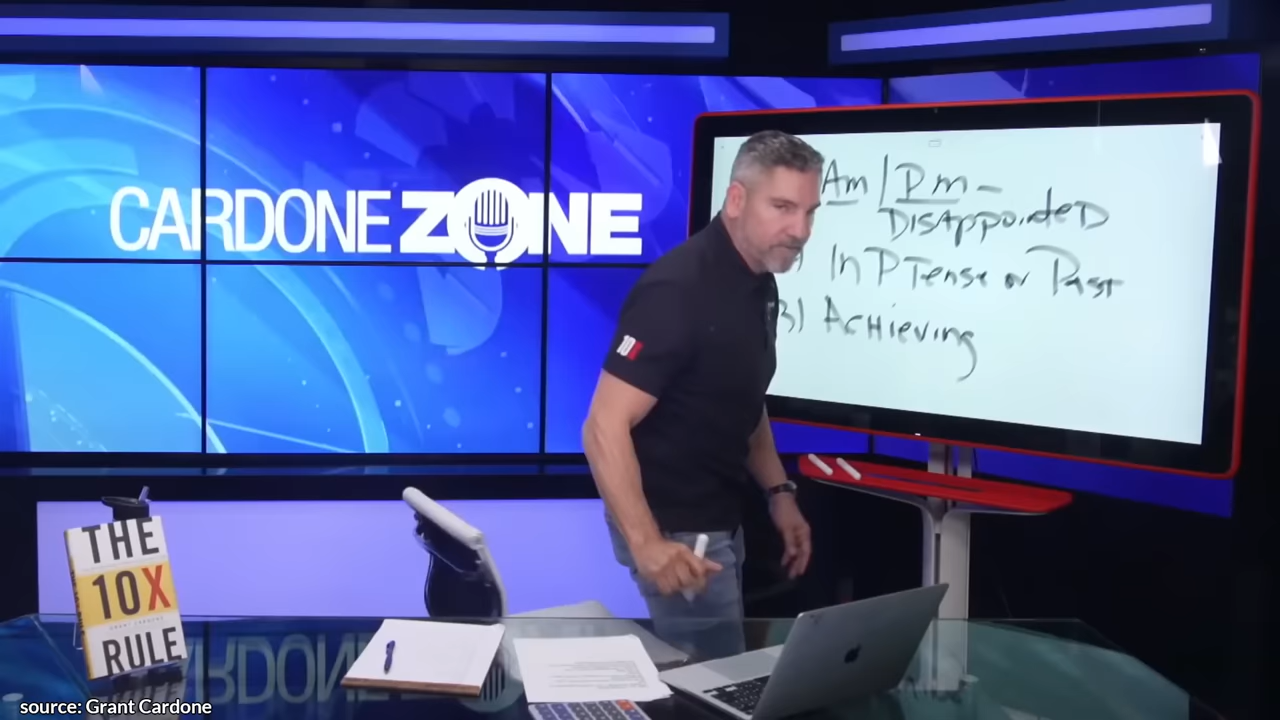 CARDONE ZONE
Am / Pm -
DISAppointeD
In P Tense or Past
3) AcHieving
10X
THE
10X
GRANT CARDONE
RULE
source: Grant Cardone